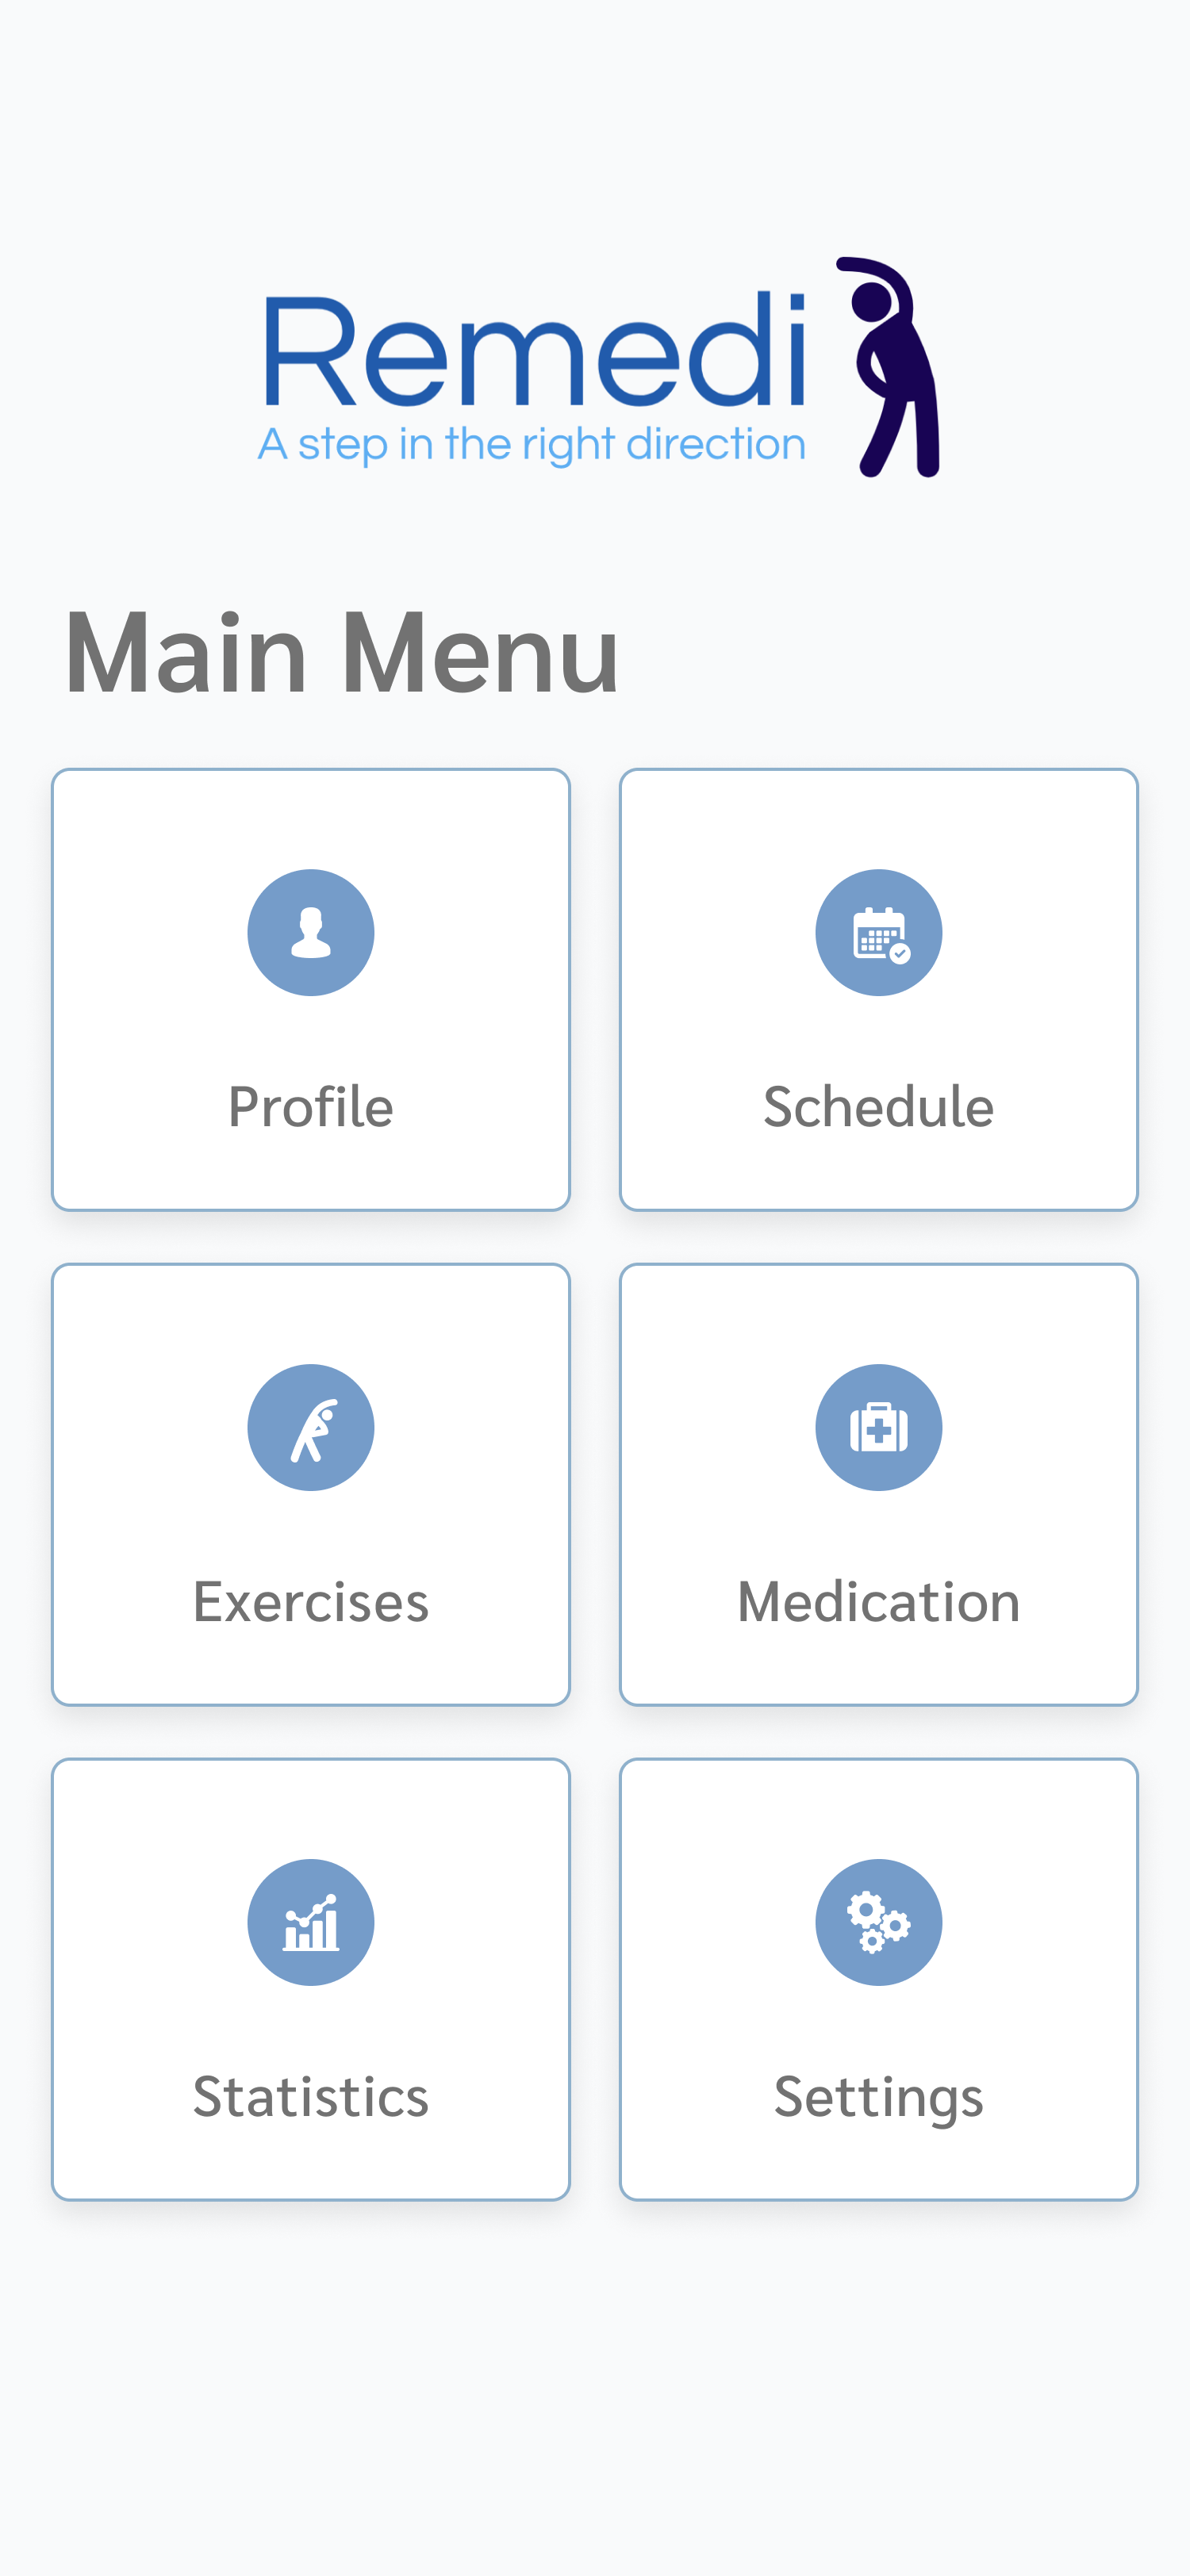 Remedi
A step in the right direction
Main Menu
Profile
Schedule
Exercises
Medication
Statistics
Settings